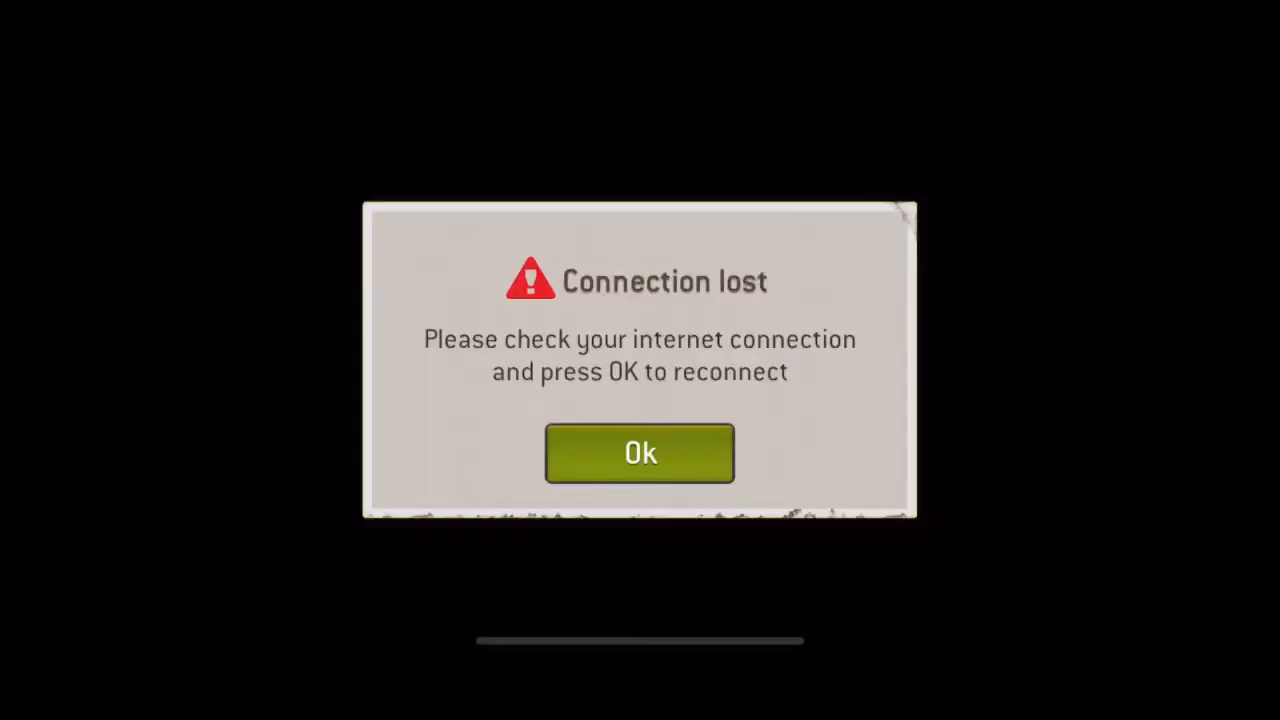 Connection lost
Please check your internet connection
and press OK to reconnect
Ok